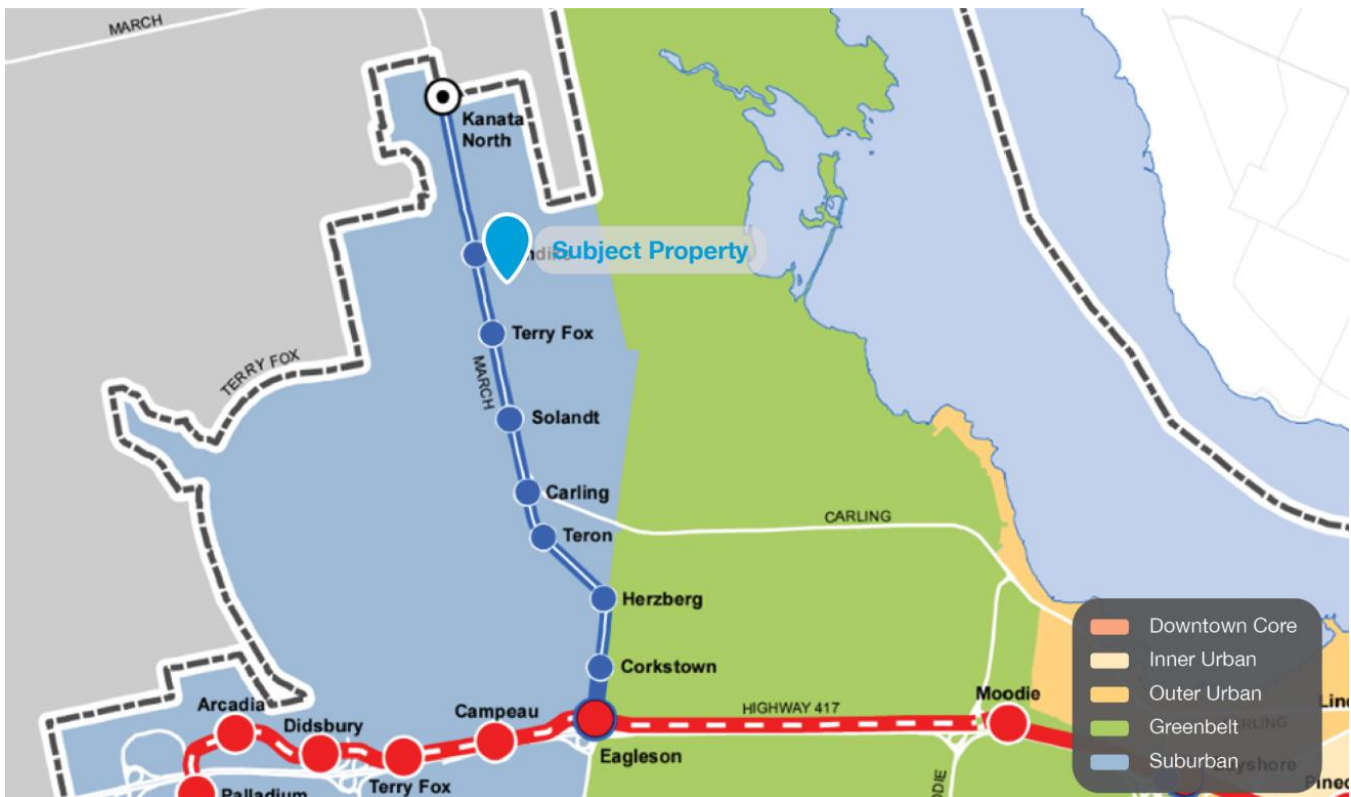 MARCH
Kanata
North
Subject Property
Terry Fox
TERRY FOX
MARCH
Solandt
Carling
CARLING
Teron
Herzberg
Corkstown
Arcadia
Didsbury
Campeau
HIGHWAY 417
Moodie
Eagleson
Terry Fox
Palladium
Downtown Core
Inner Urban
Outer Urban
Greenbelt
Suburban